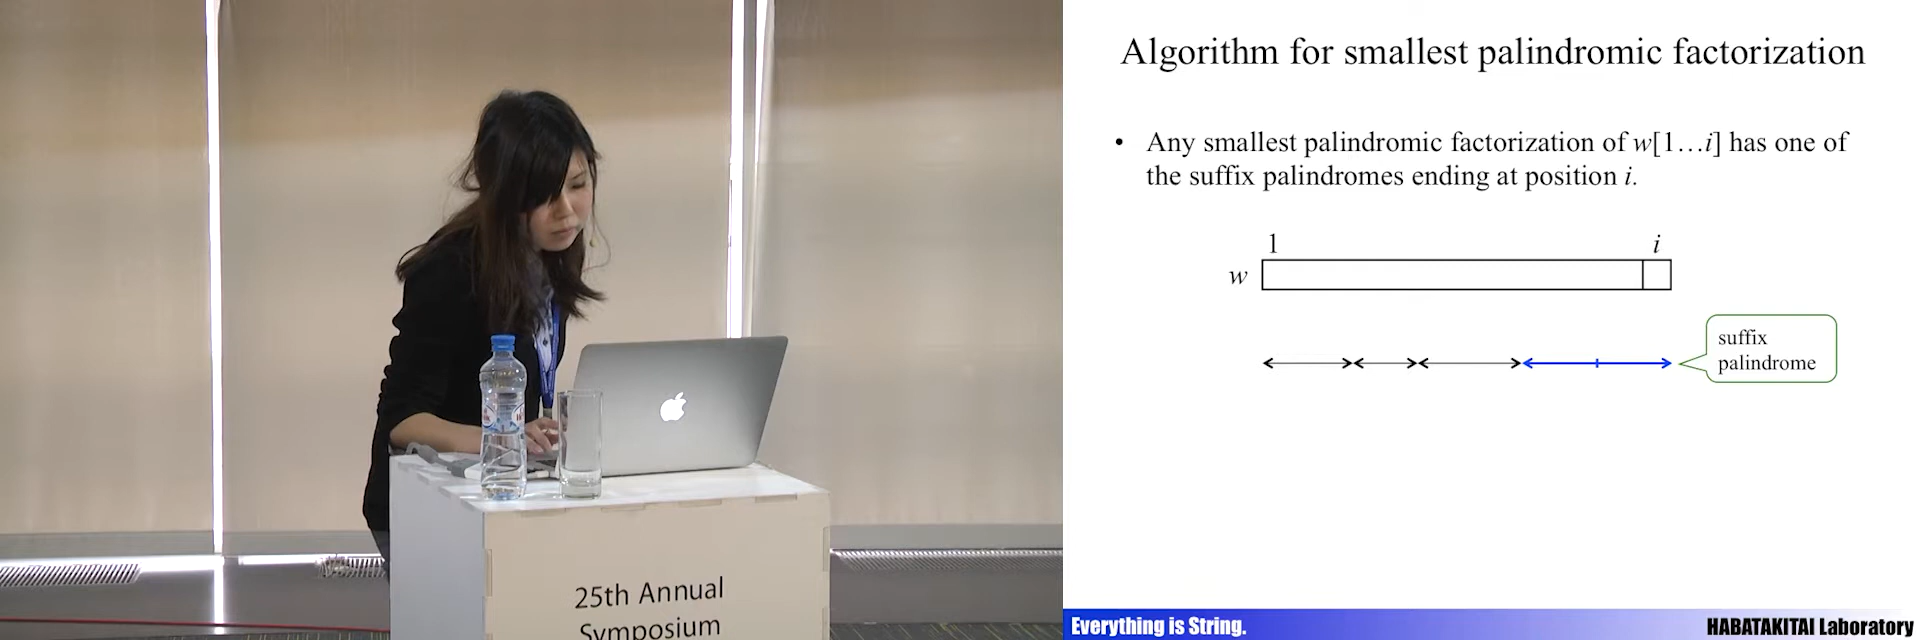 Algorithm for smallest palindromic factorization
• Any smallest palindromic factorization of w[1…i] has one of
the suffix palindromes ending at position i.
1 i
w
suffix
palindrome
25th Annual
Symposium
Everything is String.
HABATAKITAI Laboratory